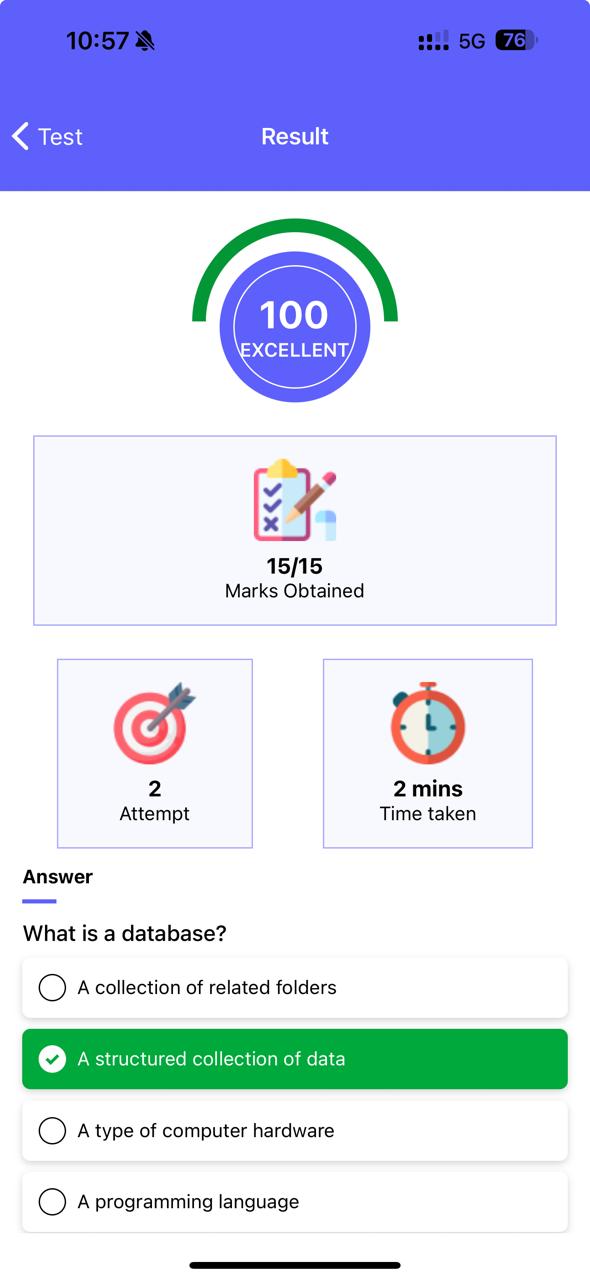 10:57
5G
76
Test
Result
100
EXCELLENT
15/15
Marks Obtained
2
Attempt
2 mins
Time taken
Answer
What is a database?
A collection of related folders
A structured collection of data
A type of computer hardware
A programming language